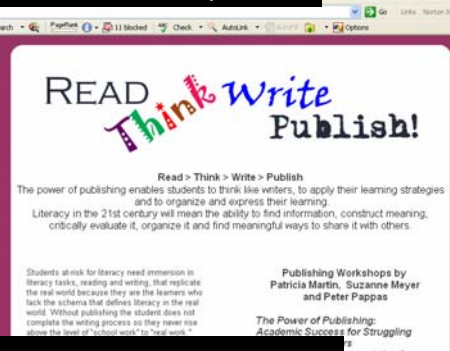 Go Links Norton
arch PageRank 11 blocked Check AutoLink AutoFill Options
READ
Think Write
Publish!
Read > Think > Write > Publish
The power of publishing enables students to think like writers, to apply their learning strategies
and to organize and express their learning.
Literacy in the 21st century will mean the ability to find information, construct meaning,
critically evaluate it, organize it and find meaningful ways to share it with others.
Students at-risk for literacy need immersion in
literacy tasks, reading and writing, that replicate
the real world because they are the learners who
lack the schema that defines literacy in the real
world. Without publishing the student does not
complete the writing process so they never rise
above the level of "school work" to "real work."
Publishing Workshops by
Patricia Martin, Suzanne Meyer
and Peter Pappas
The Power of Publishing:
Academic Success for Struggling